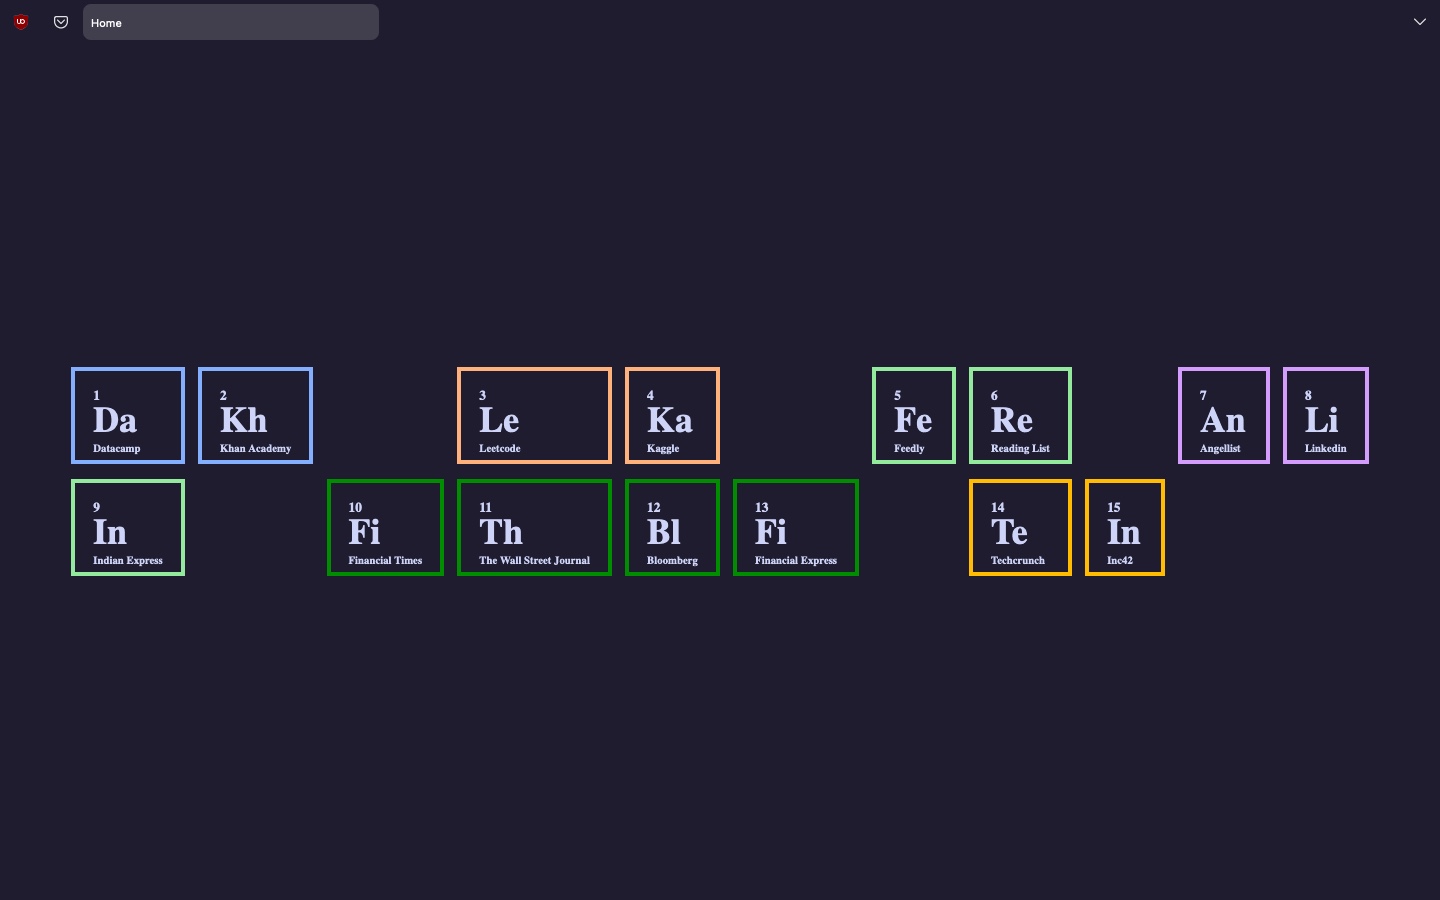 UD
Home
1
Da
Datacamp
2
Kh
Khan Academy
3
Le
Leetcode
4
Ka
Kaggle
5
Fe
Feedly
6
Re
Reading List
7
An
Angellist
8
Li
Linkedin
9
In
Indian Express
10
Fi
Financial Times
11
Th
The Wall Street Journal
12
Bl
Bloomberg
13
Fi
Financial Express
14
Te
Techcrunch
15
In
Inc42